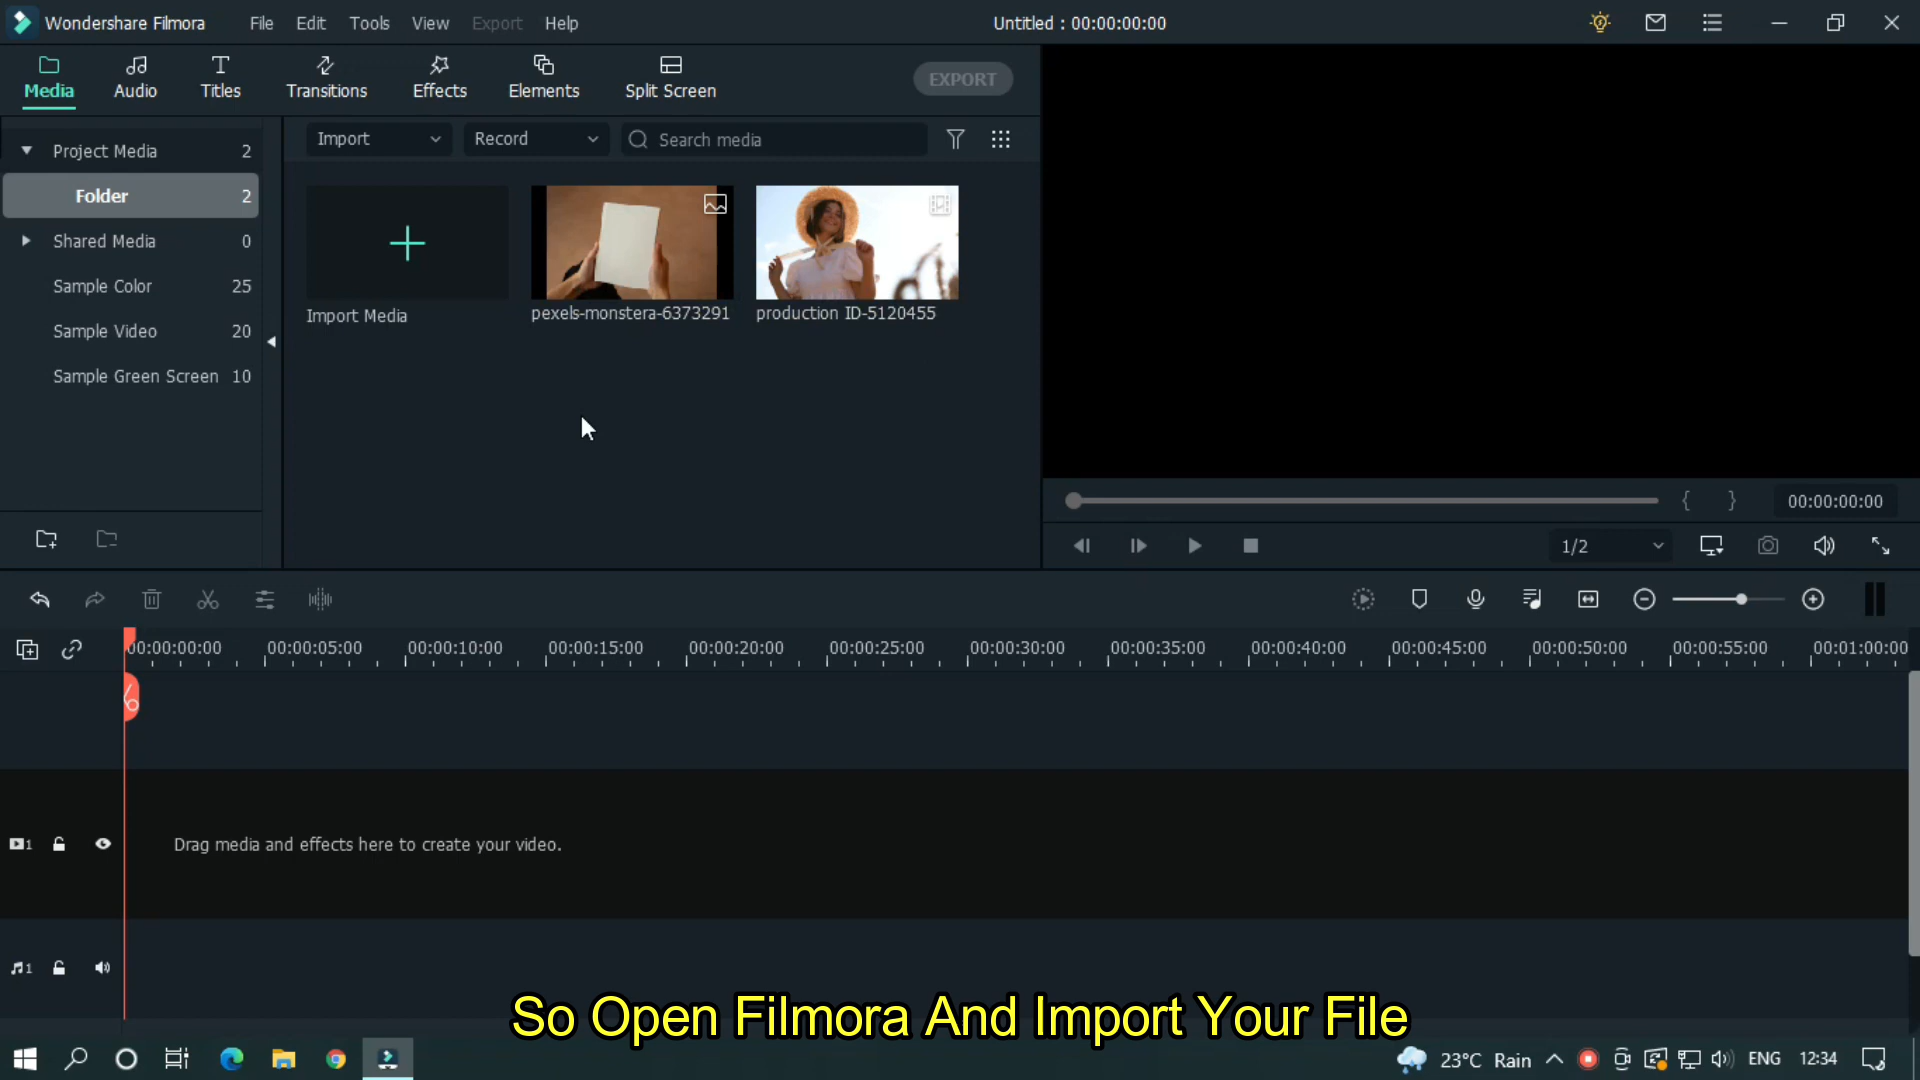 Wondershare Filmora File Edit Tools View Export Help Untitled : 00:00:00:00
Media Audio Titles Transitions Effects Elements Split Screen EXPORT
Project Media 2
Folder 2
Shared Media 0
Sample Color 25
Sample Video 20
Sample Green Screen 10
Import Record Search media
Import Media pexels-monstera-6373291 production ID-5120455
{ } 00:00:00:00
1/2
00:00:00:00 00:00:05:00 00:00:10:00 00:00:15:00 00:00:20:00 00:00:25:00 00:00:30:00 00:00:35:00 00:00:40:00 00:00:45:00 00:00:50:00 00:00:55:00 00:01:00:00
1 Drag media and effects here to create your video.
1
So Open Filmora And Import Your File
23°C Rain ENG 12:34